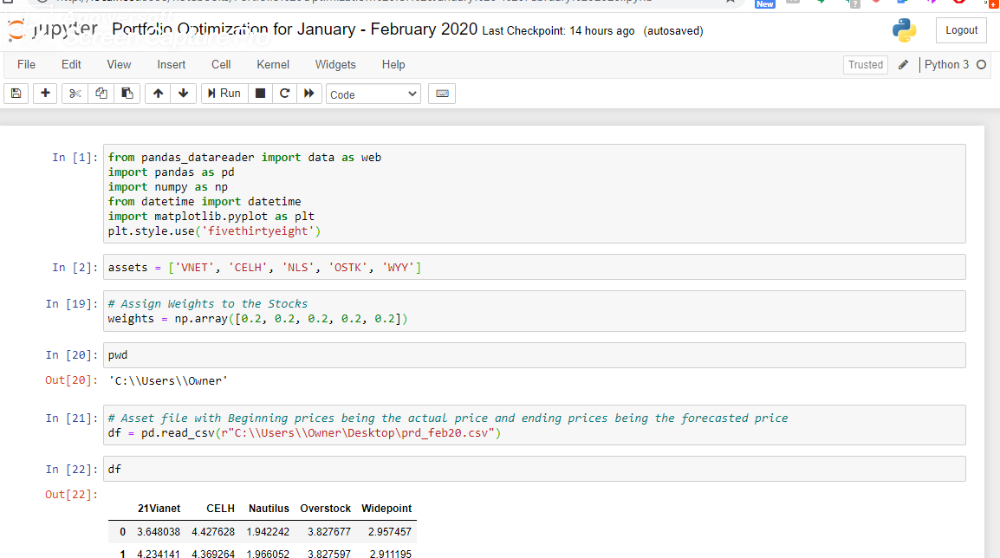 New
jupyter Portfolio Optimization for January - February 2020 Last Checkpoint: 14 hours ago (autosaved)
Logout
File Edit View Insert Cell Kernel Widgets Help
Trusted Python 3
Run Code
In [1]: from pandas_datareader import data as web
import pandas as pd
import numpy as np
from datetime import datetime
import matplotlib.pyplot as plt
plt.style.use('fivethirtyeight')
In [2]: assets = ['VNET', 'CELH', 'NLS', 'OSTK', 'WYY']
In [19]: # Assign Weights to the Stocks
weights = np.array([0.2, 0.2, 0.2, 0.2, 0.2])
In [20]: pwd
Out[20]: 'C:\\Users\\Owner'
In [21]: # Asset file with Beginning prices being the actual price and ending prices being the forecasted price
df = pd.read_csv(r"C:\\Users\\Owner\Desktop\prd_feb20.csv")
In [22]: df
Out[22]:
21Vianet CELH Nautilus Overstock Widepoint
0 3.648038 4.427628 1.942242 3.827677 2.957457
1 4.234141 4.369264 1.966052 3.827597 2.911195